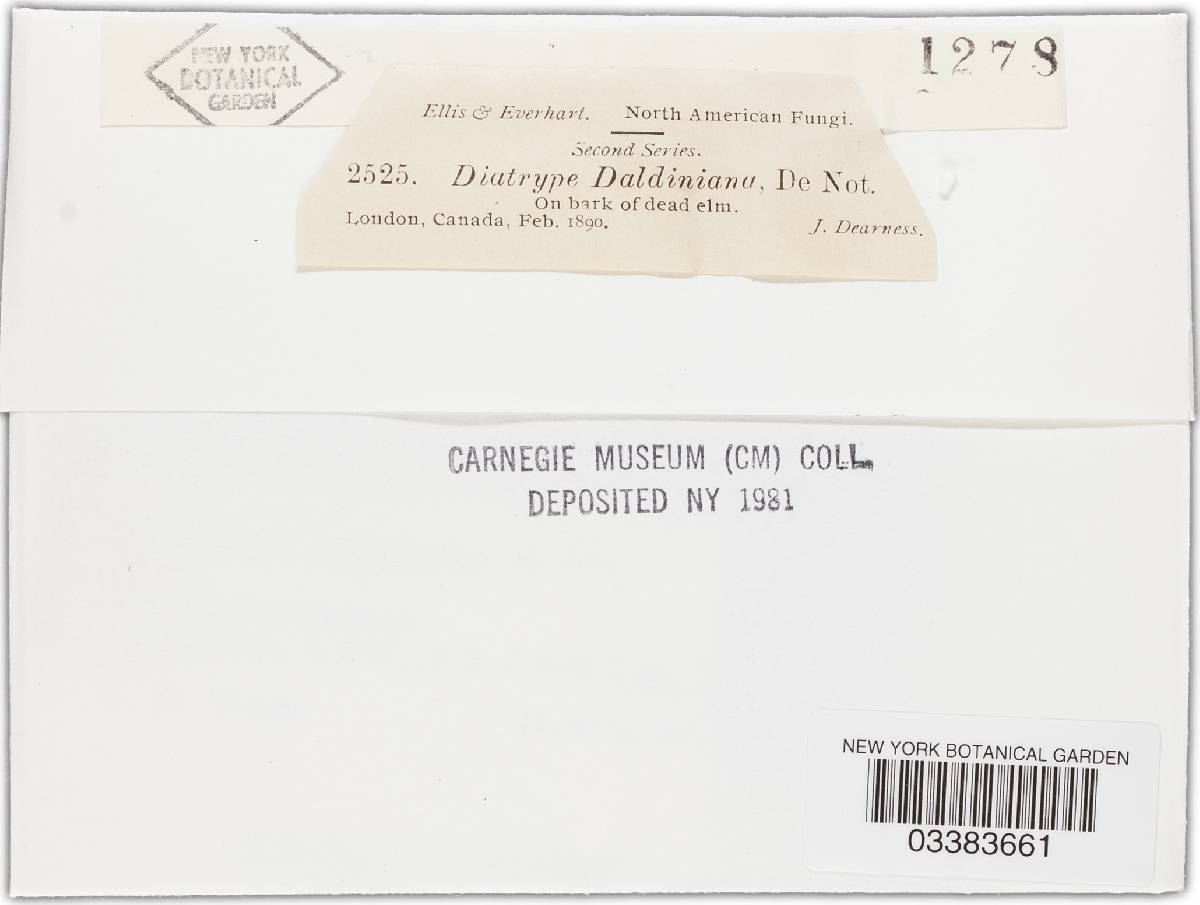 NEW YORK
BOTANICAL
GARDEN
1278
Ellis & Everhart. North American Fungi.
Second Series.
2525. Diatrype Daldiniana, De Not.
On bark of dead elm.
London, Canada, Feb. 1890. J. Dearness.
CARNEGIE MUSEUM (CM) COLL.
DEPOSITED NY 1981
NEW YORK BOTANICAL GARDEN
03383661